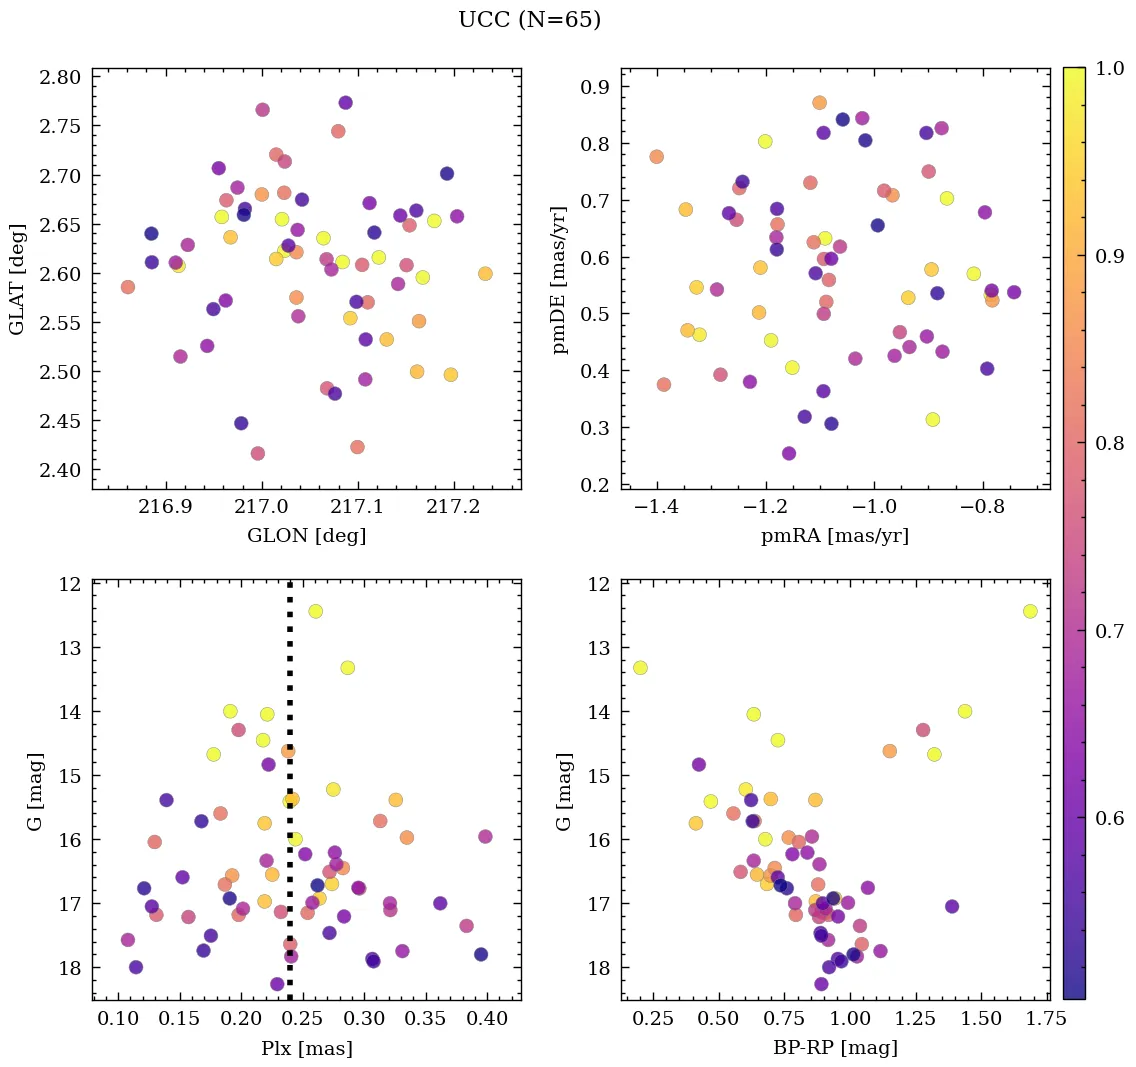 UCC (N=65)
2.80
2.75
2.70
2.65
2.60
2.55
2.50
2.45
2.40
GLAT [deg]
216.9 217.0 217.1 217.2
GLON [deg]
0.9
0.8
0.7
0.6
0.5
0.4
0.3
0.2
pmDE [mas/yr]
−1.4 −1.2 −1.0 −0.8
pmRA [mas/yr]
12
13
14
15
16
17
18
G [mag]
0.10 0.15 0.20 0.25 0.30 0.35 0.40
Plx [mas]
12
13
14
15
16
17
18
G [mag]
0.25 0.50 0.75 1.00 1.25 1.50 1.75
BP-RP [mag]
1.0
0.9
0.8
0.7
0.6